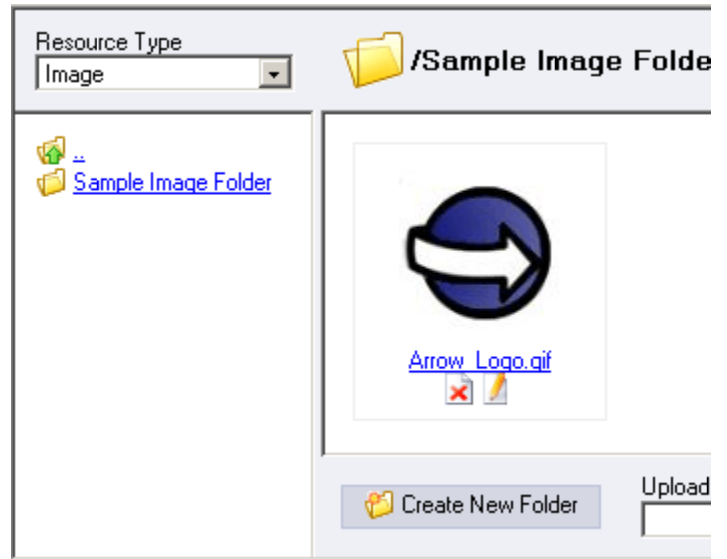 Resource Type
Image
/Sample Image Folde
..
Sample Image Folder
Arrow_Logo.gif
Create New Folder
Upload